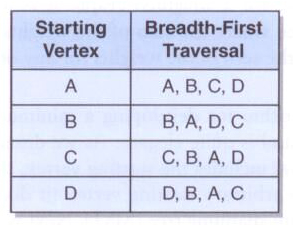 Starting Vertex | Breadth-First Traversal
A | A, B, C, D
B | B, A, D, C
C | C, B, A, D
D | D, B, A, C